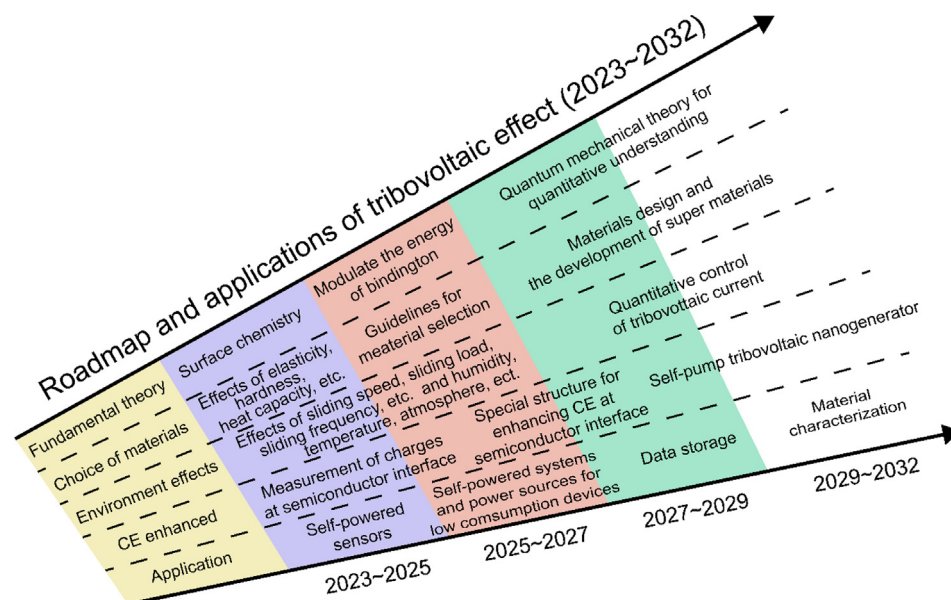 Roadmap and applications of tribovoltaic effect (2023~2032)
Fundamental theory
Surface chemistry
Modulate the energy
of bindington
Quantum mechanical theory for
quantitative understanding
Choice of materials
Effects of elasticity,
hardness,
heat capacity, etc.
Guidelines for
meaterial selection
Materials design and
the development of super materials
Environment effects
Effects of sliding speed, sliding load,
sliding frequency, etc. and humidity,
temperature, atmosphere, ect.
Quantitative control
of tribovottaic current
CE enhanced
Measurement of charges
at semiconductor interface
Special structure for
enhancing CE at
semiconductor interface
Self-pump tribovoltaic nanogenerator
Application
Self-powered
sensors
Self-powered systems
and power sources for
low comsumption devices
Data storage
Material
characterization
2023~2025
2025~2027
2027~2029
2029~2032